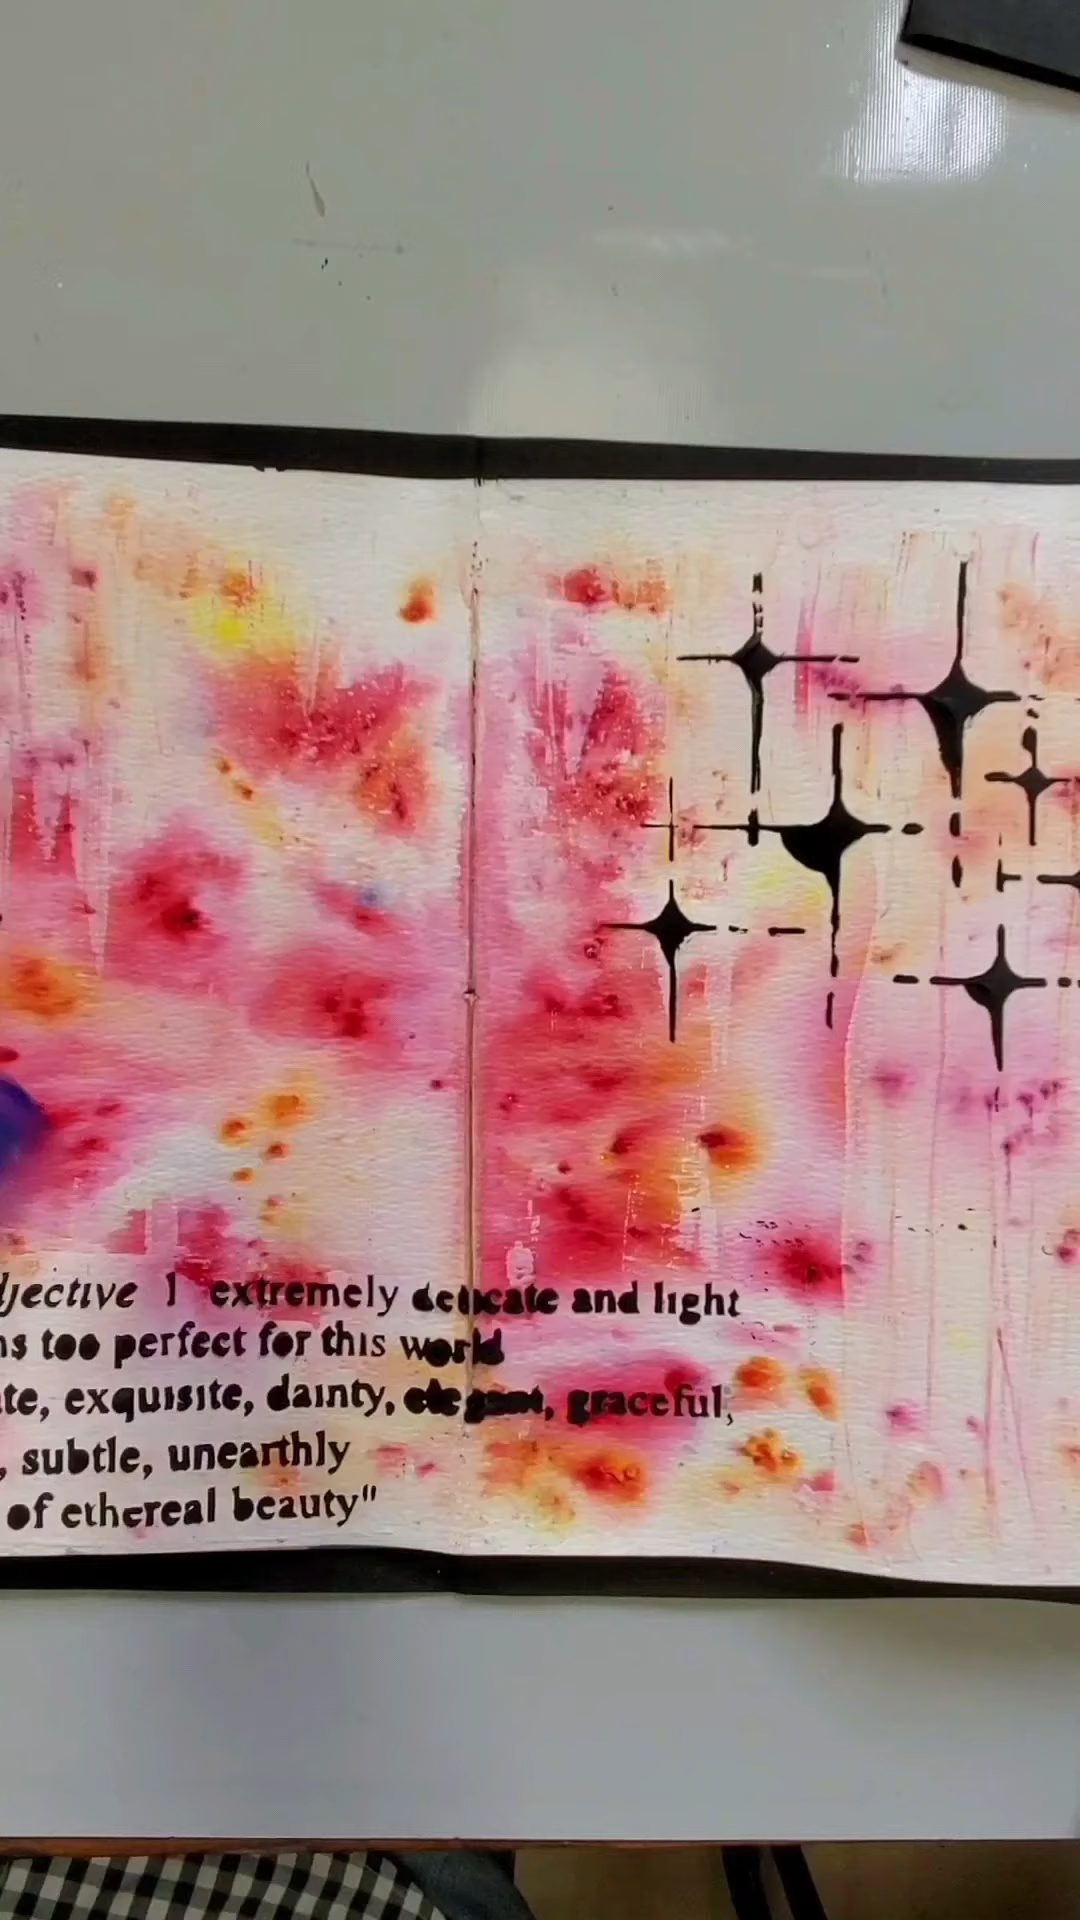 djective | extremely delicate and light
ns too perfect for this world
te, exquisite, dainty, elegant, graceful,
, subtle, unearthly
of ethereal beauty"